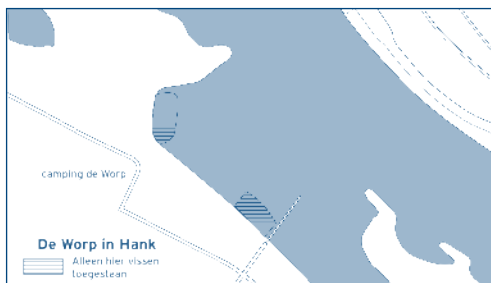 camping de Worp
De Worp in Hank
Alleen hier vissen
toegestaan